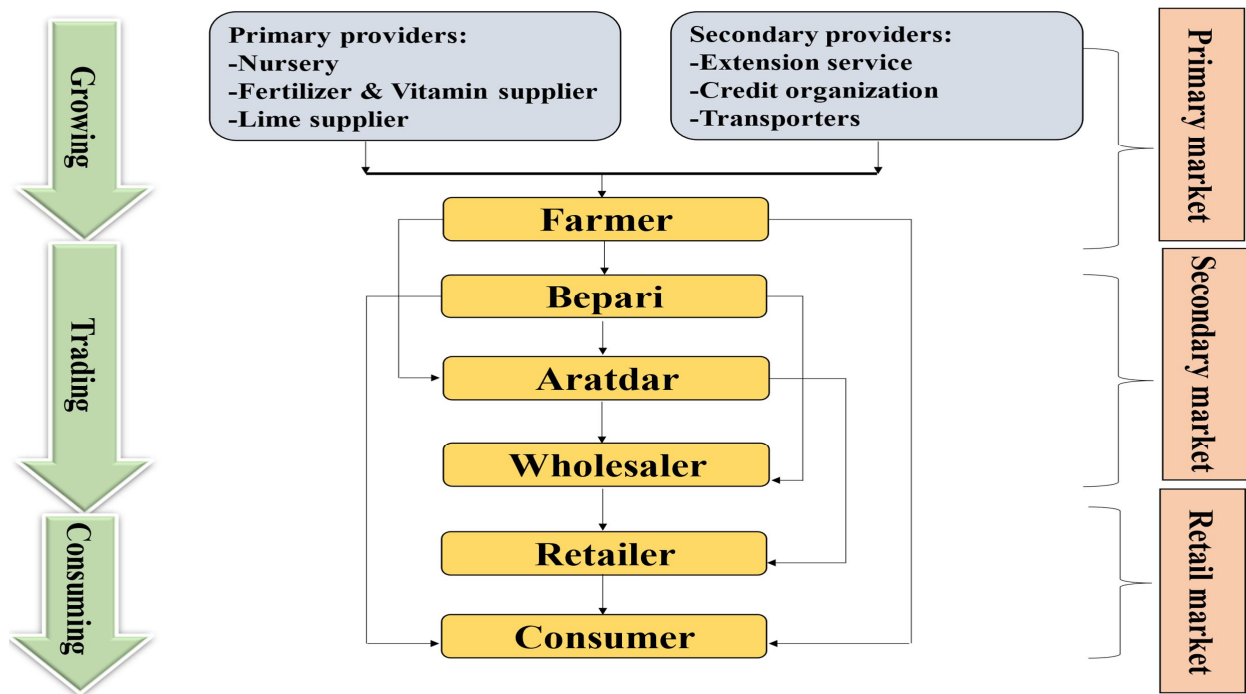 Growing
Trading
Consuming
Primary providers:
-Nursery
-Fertilizer & Vitamin supplier
-Lime supplier
Secondary providers:
-Extension service
-Credit organization
-Transporters
Farmer
Bepari
Aratdar
Wholesaler
Retailer
Consumer
Primary market
Secondary market
Retail market